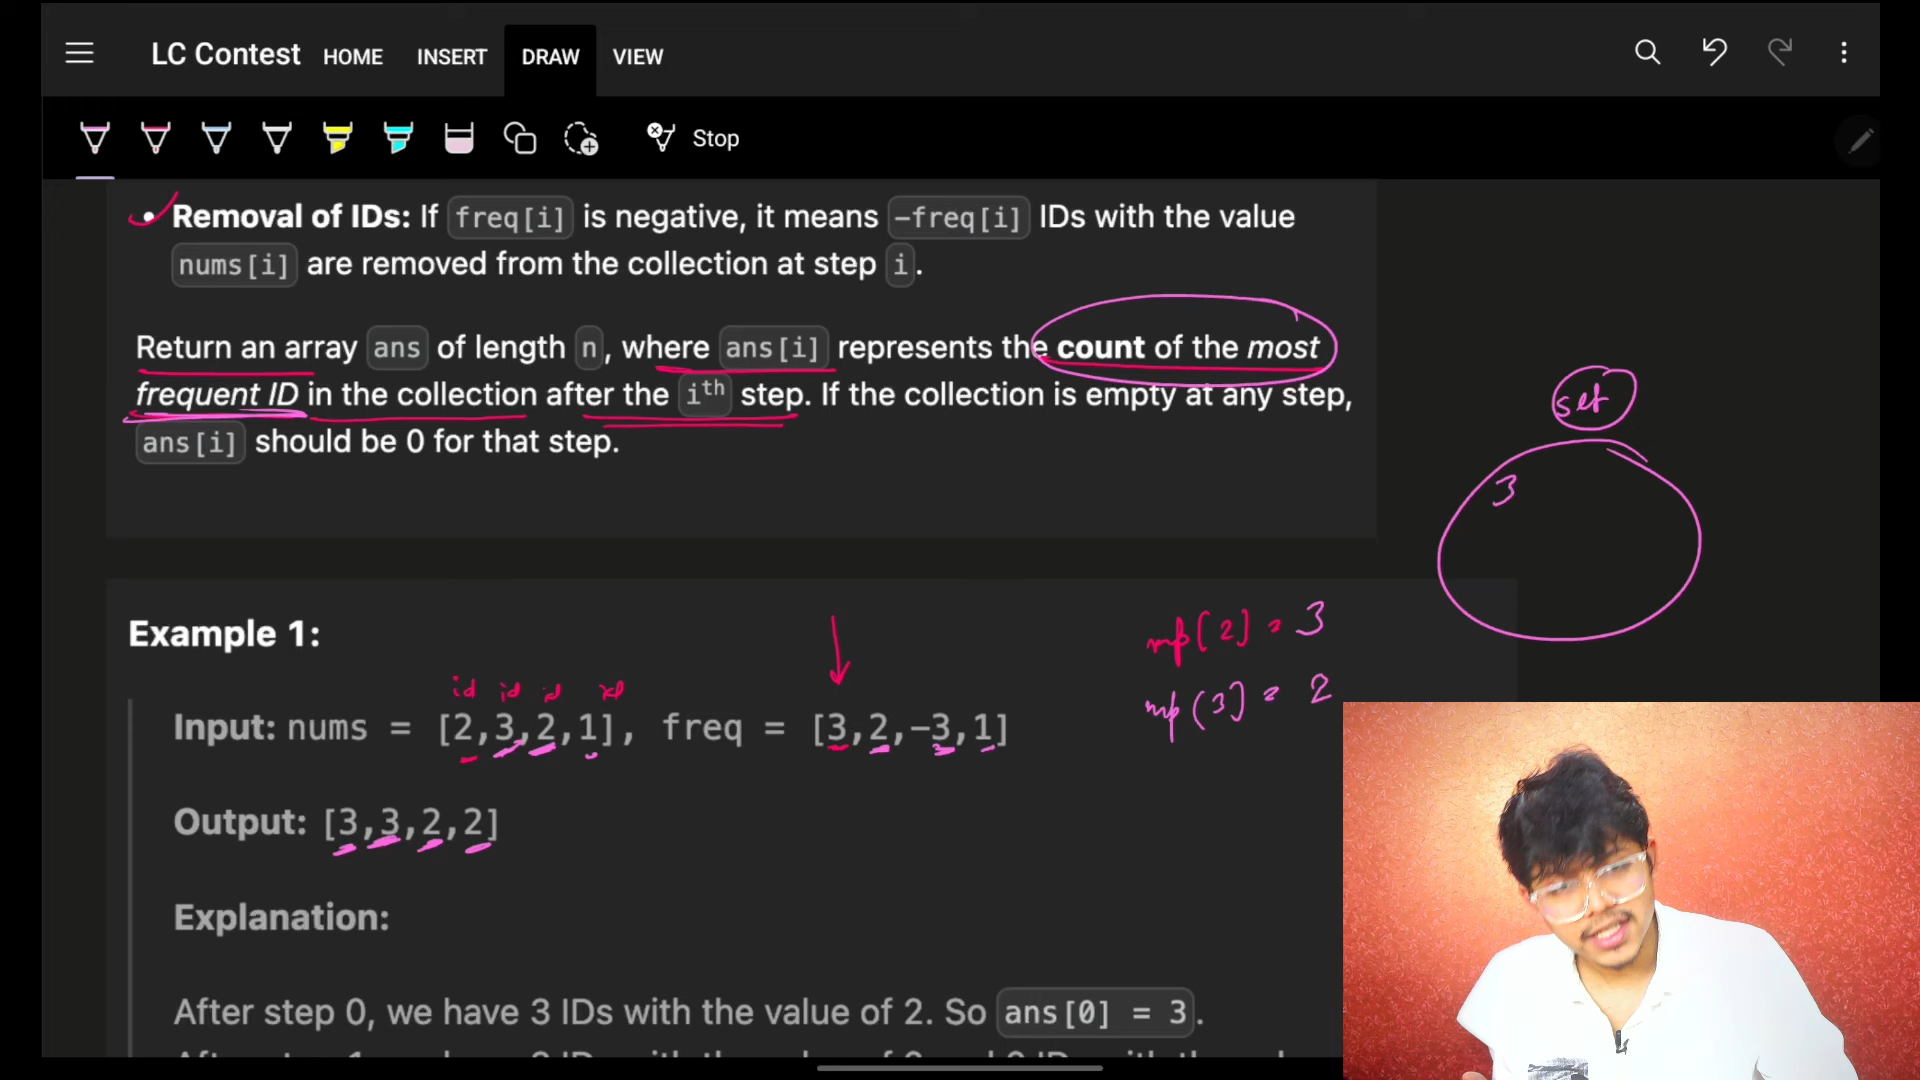 LC Contest HOME INSERT DRAW VIEW
Stop
Removal of IDs: If freq[i] is negative, it means -freq[i] IDs with the value
nums[i] are removed from the collection at step i.
Return an array ans of length n, where ans[i] represents the count of the most
frequent ID in the collection after the ith step. If the collection is empty at any step,
ans[i] should be 0 for that step.
set
3
Example 1:
mp[2] = 3
mp[3] = 2
id id id id
Input: nums = [2,3,2,1], freq = [3,2,-3,1]
Output: [3,3,2,2]
Explanation:
After step 0, we have 3 IDs with the value of 2. So ans[0] = 3.